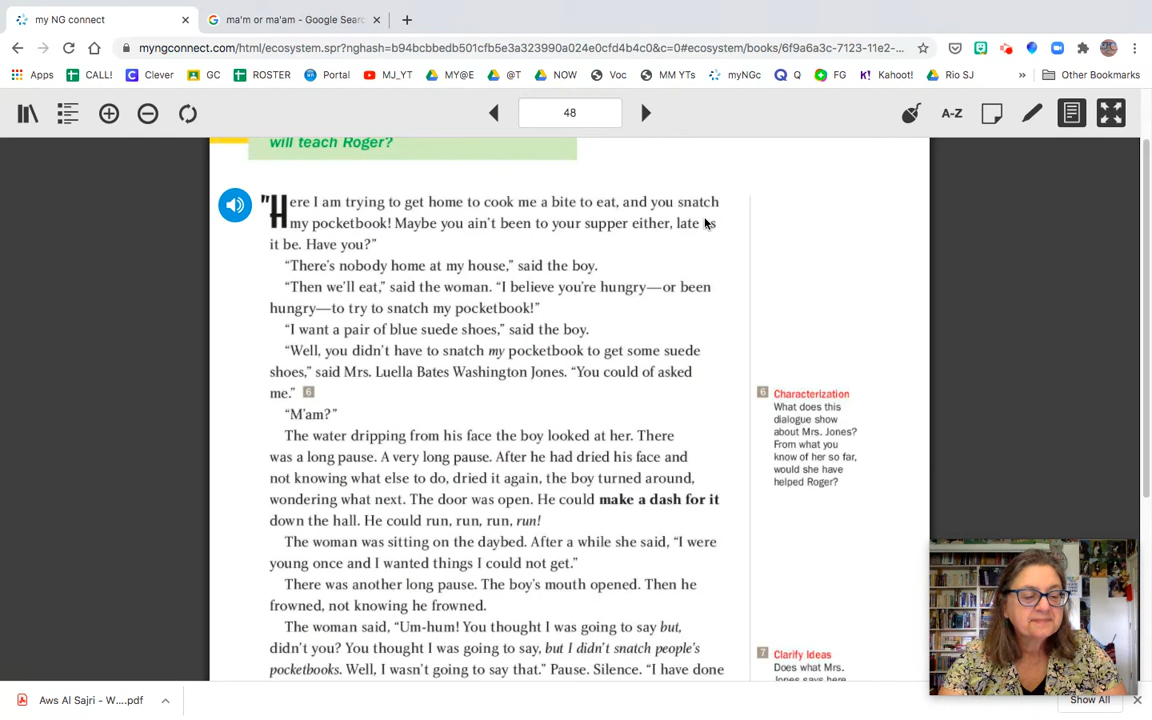 my NG connect
ma'm or ma'am - Google Searc
myngconnect.com/html/ecosystem.spr?nghash=b94bcbbedb501cfb5e3a323990a024e0cfd4b4c0&c=0#ecosystem/books/6f9a6a3c-7123-11e2-...
Apps CALL! Clever GC ROSTER Portal MJ_YT MY@E @T NOW Voc MM YTs myNGc Q FG K! Kahoot! Rio SJ » Other Bookmarks
48 A-Z
will teach Roger?
"Here I am trying to get home to cook me a bite to eat, and you snatch
my pocketbook! Maybe you ain't been to your supper either, late as
it be. Have you?”
“There's nobody home at my house,” said the boy.
“Then we'll eat,” said the woman. “I believe you're hungry—or been
hungry—to try to snatch my pocketbook!”
“I want a pair of blue suede shoes,” said the boy.
“Well, you didn't have to snatch my pocketbook to get some suede
shoes,” said Mrs. Luella Bates Washington Jones. “You could of asked
me.” 6
“M'am?”
The water dripping from his face the boy looked at her. There
was a long pause. A very long pause. After he had dried his face and
not knowing what else to do, dried it again, the boy turned around,
wondering what next. The door was open. He could make a dash for it
down the hall. He could run, run, run, run!
The woman was sitting on the daybed. After a while she said, “I were
young once and I wanted things I could not get.”
There was another long pause. The boy's mouth opened. Then he
frowned, not knowing he frowned.
The woman said, “Um-hum! You thought I was going to say but,
didn't you? You thought I was going to say, but I didn't snatch people's
pocketbooks. Well, I wasn't going to say that.” Pause. Silence. “I have done
6 Characterization
What does this
dialogue show
about Mrs. Jones?
From what you
know of her so far,
would she have
helped Roger?
7 Clarify Ideas
Does what Mrs.
Jones says here
Aws Al Sajri - W....pdf
Show All